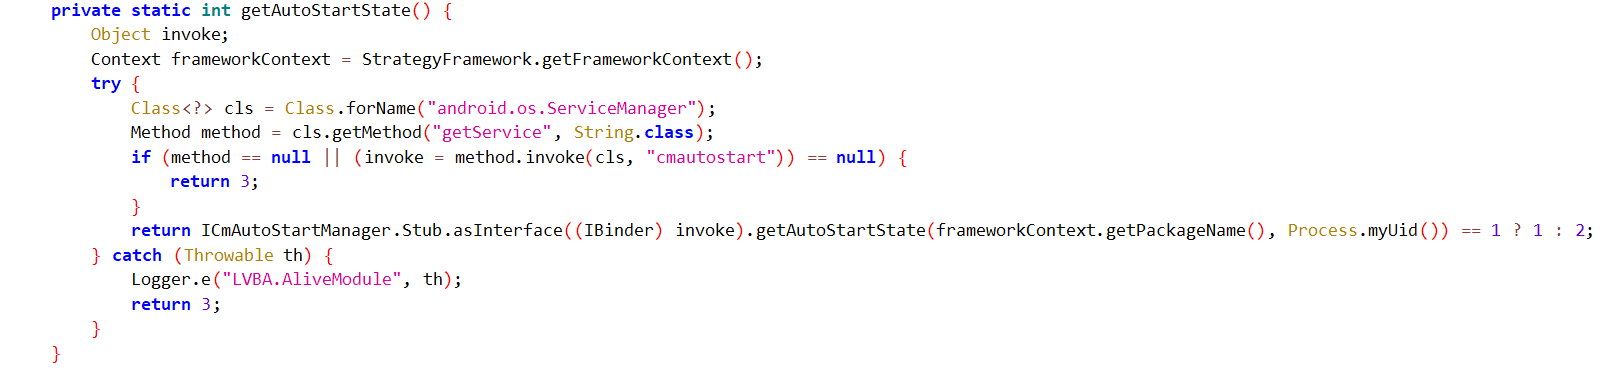 private static int getAutoStartState() {
Object invoke;
Context frameworkContext = StrategyFramework.getFrameworkContext();
try {
Class<?> cls = Class.forName("android.os.ServiceManager");
Method method = cls.getMethod("getService", String.class);
if (method == null || (invoke = method.invoke(cls, "cmautostart")) == null) {
return 3;
}
return ICmAutoStartManager.Stub.asInterface((IBinder) invoke).getAutoStartState(frameworkContext.getPackageName(), Process.myUid()) == 1 ? 1 : 2;
} catch (Throwable th) {
Logger.e("LVBA.AliveModule", th);
return 3;
}
}